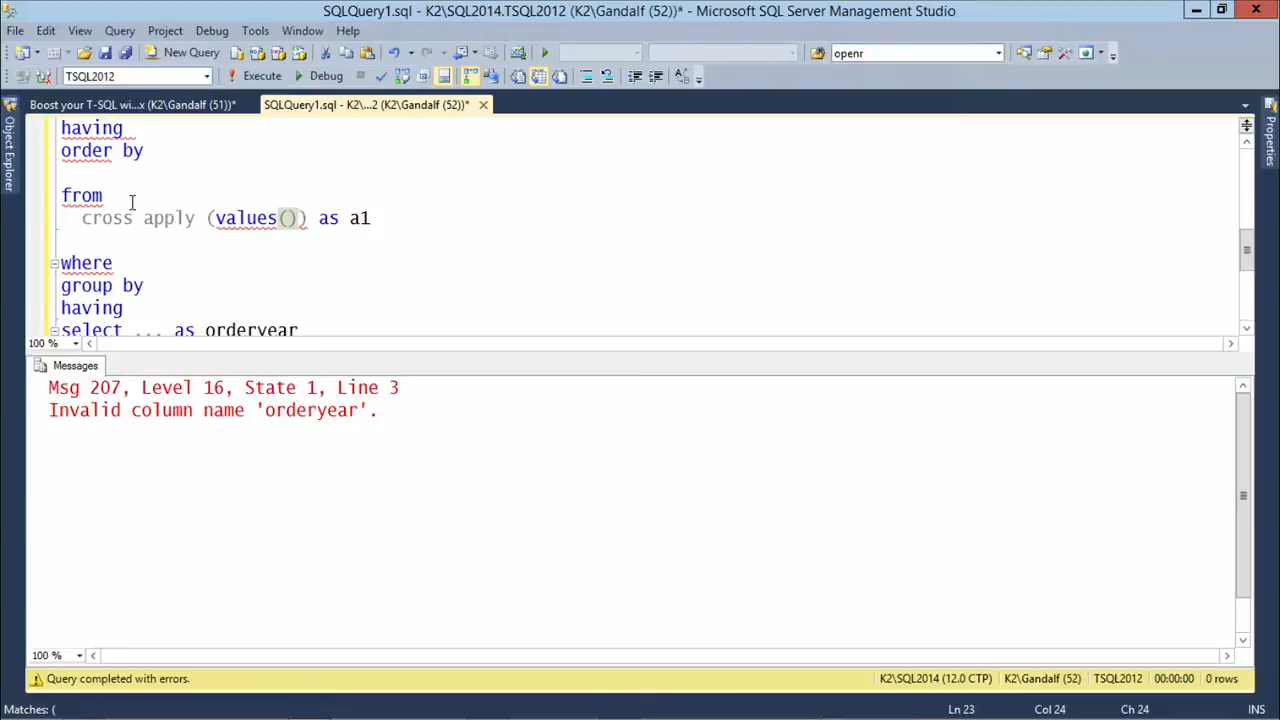 SQLQuery1.sql - K2\SQL2014.TSQL2012 (K2\Gandalf (52))* - Microsoft SQL Server Management Studio
File Edit View Query Project Debug Tools Window Help
New Query openr
TSQL2012 Execute Debug
Boost your T-SQL wi...x (K2\Gandalf (51))* SQLQuery1.sql - K2\...2 (K2\Gandalf (52))*
Object Explorer
Properties
having
order by
from
cross apply (values()) as a1
where
group by
having
select ... as orderyear
100 %
Messages
Msg 207, Level 16, State 1, Line 3
Invalid column name 'orderyear'.
100 %
Query completed with errors. K2\SQL2014 (12.0 CTP) K2\Gandalf (52) TSQL2012 00:00:00 0 rows
Matches: ( Ln 23 Col 24 Ch 24 INS